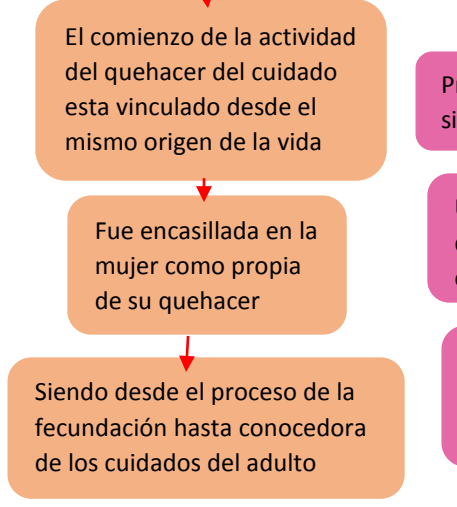 El comienzo de la actividad
del quehacer del cuidado
esta vinculado desde el
mismo origen de la vida
Fue encasillada en la
mujer como propia
de su quehacer
Siendo desde el proceso de la
fecundación hasta conocedora
de los cuidados del adulto